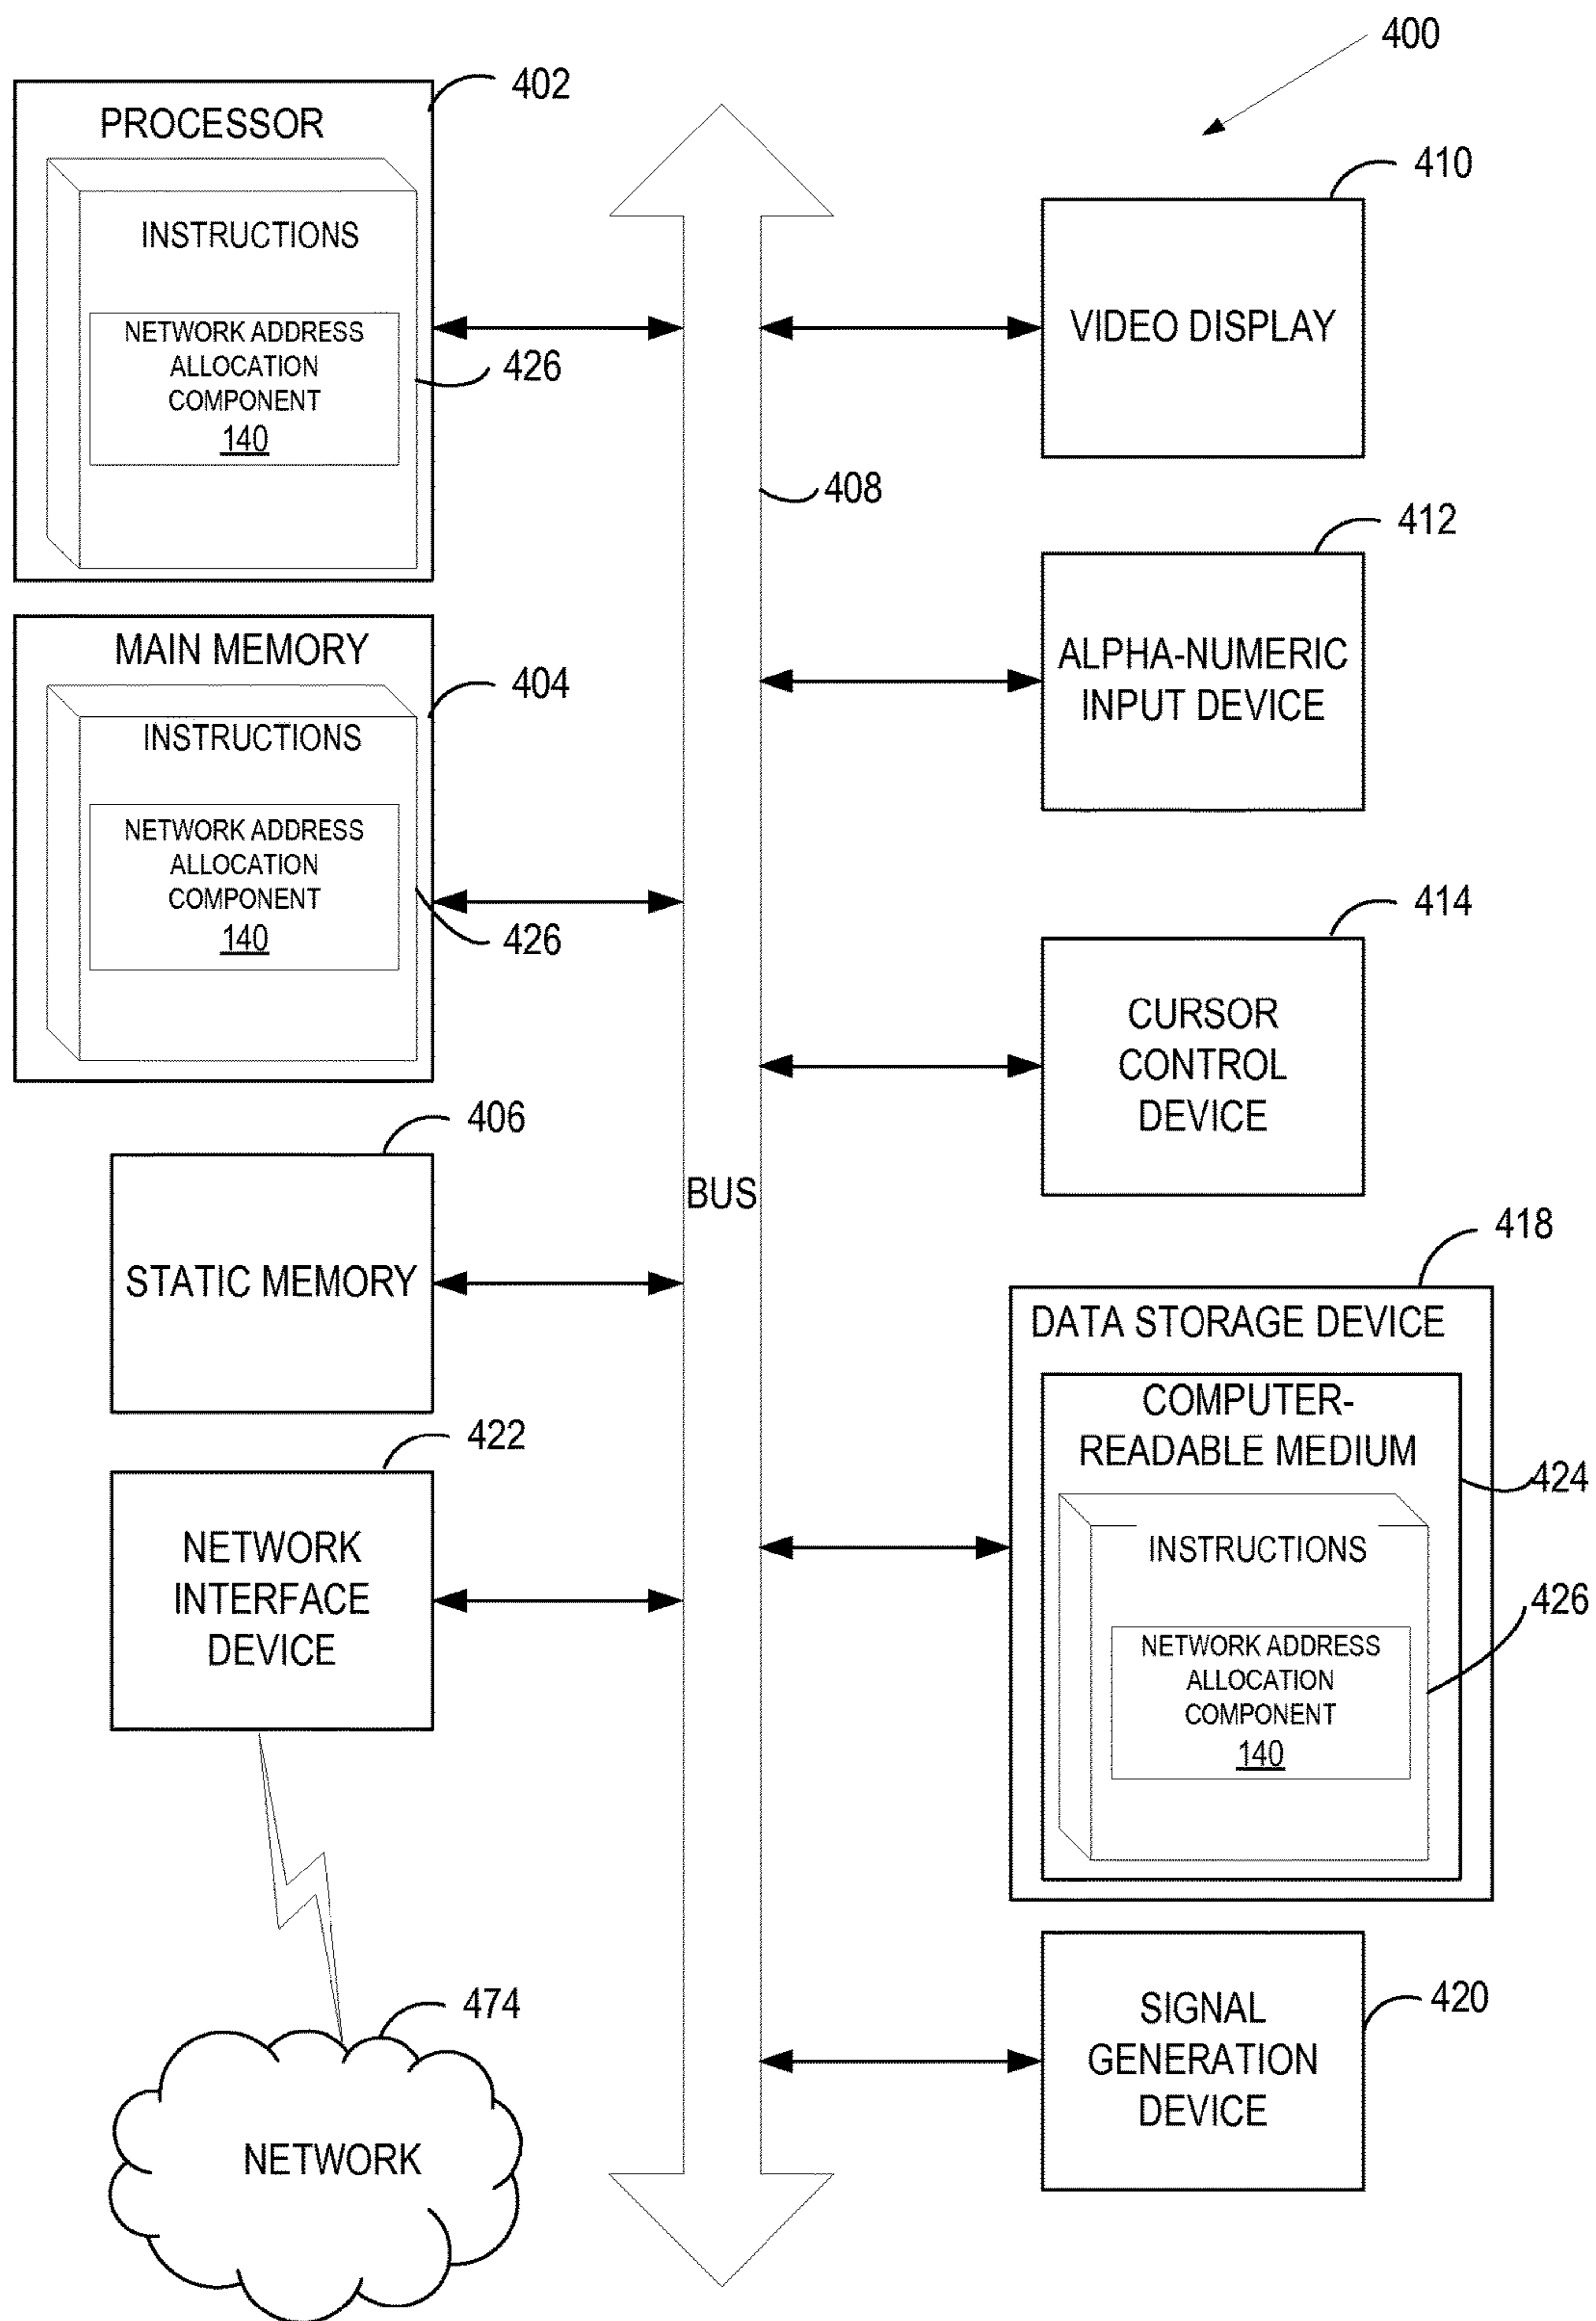 400
402
PROCESSOR
INSTRUCTIONS
NETWORK ADDRESS
ALLOCATION
COMPONENT
140
426
MAIN MEMORY
404
INSTRUCTIONS
NETWORK ADDRESS
ALLOCATION
COMPONENT
140
426
406
STATIC MEMORY
422
NETWORK
INTERFACE
DEVICE
474
NETWORK
408
BUS
410
VIDEO DISPLAY
412
ALPHA-NUMERIC
INPUT DEVICE
414
CURSOR
CONTROL
DEVICE
418
DATA STORAGE DEVICE
COMPUTER-
READABLE MEDIUM
424
INSTRUCTIONS
426
NETWORK ADDRESS
ALLOCATION
COMPONENT
140
SIGNAL
GENERATION
DEVICE
420